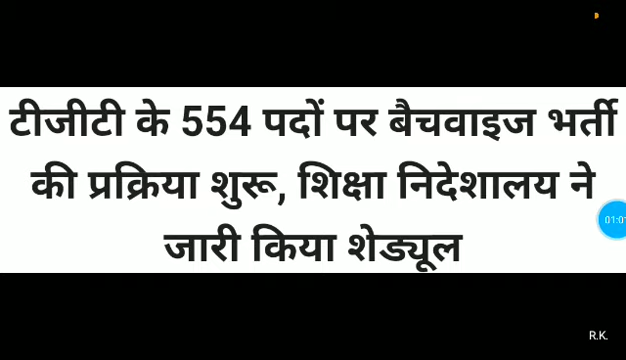 टीजीटी के 554 पदों पर बैचवाइज भर्ती
की प्रक्रिया शुरू, शिक्षा निदेशालय ने
जारी किया शेड्यूल
R.K.